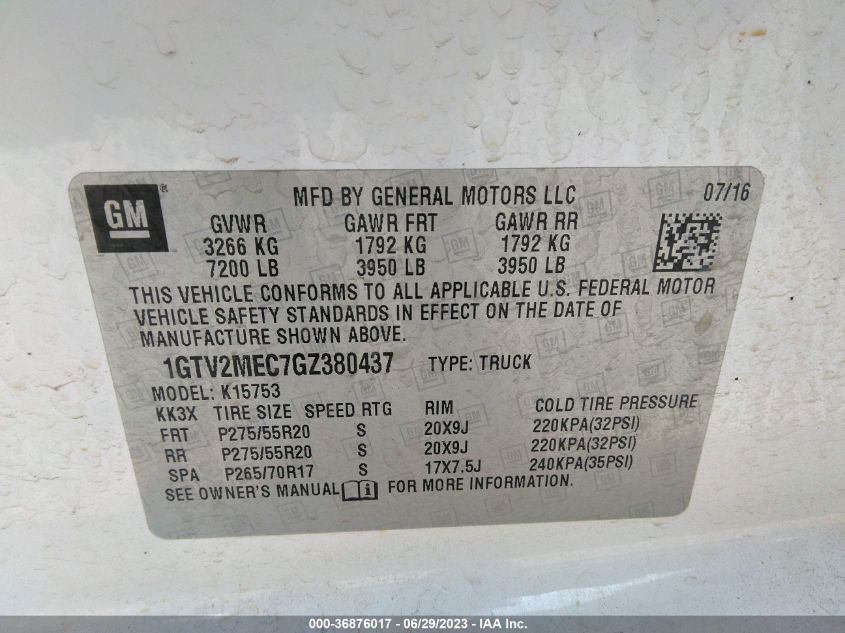 GM ®
MFD BY GENERAL MOTORS LLC 07/16
GVWR GAWR FRT GAWR RR
3266 KG 1792 KG 1792 KG
7200 LB 3950 LB 3950 LB
THIS VEHICLE CONFORMS TO ALL APPLICABLE U.S. FEDERAL MOTOR
VEHICLE SAFETY STANDARDS IN EFFECT ON THE DATE OF
MANUFACTURE SHOWN ABOVE.
1GTV2MEC7GZ380437 TYPE: TRUCK
MODEL: K15753
KK3X TIRE SIZE SPEED RTG RIM COLD TIRE PRESSURE
FRT P275/55R20 S 20X9J 220KPA(32PSI)
RR P275/55R20 S 20X9J 220KPA(32PSI)
SPA P265/70R17 S 17X7.5J 240KPA(35PSI)
SEE OWNER'S MANUAL FOR MORE INFORMATION.
000-36876017 - 06/29/2023 - IAA Inc.